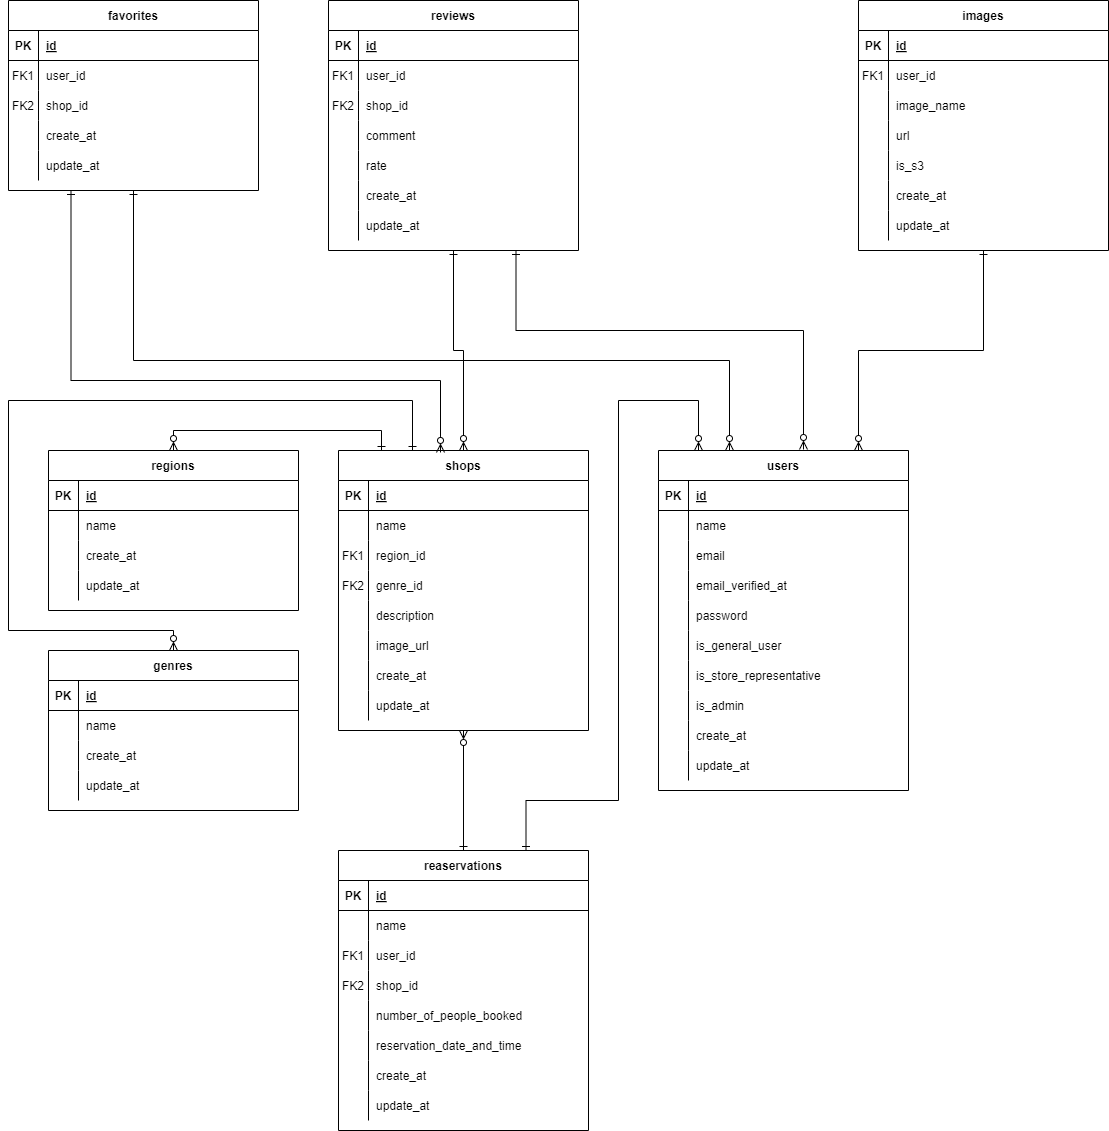 favorites
PK id
FK1 user_id
FK2 shop_id
create_at
update_at
reviews
PK id
FK1 user_id
FK2 shop_id
comment
rate
create_at
update_at
images
PK id
FK1 user_id
image_name
url
is_s3
create_at
update_at
regions
PK id
name
create_at
update_at
genres
PK id
name
create_at
update_at
shops
PK id
name
FK1 region_id
FK2 genre_id
description
image_url
create_at
update_at
users
PK id
name
email
email_verified_at
password
is_general_user
is_store_representative
is_admin
create_at
update_at
reaservations
PK id
name
FK1 user_id
FK2 shop_id
number_of_people_booked
reservation_date_and_time
create_at
update_at